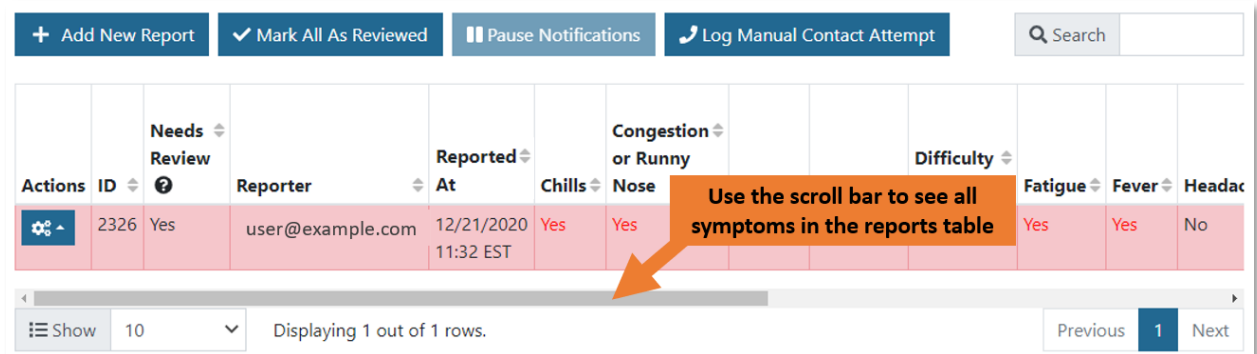 Add New Report
Mark All As Reviewed
Pause Notifications
Log Manual Contact Attempt
Search
Actions
ID
Needs
Review
Reporter
Reported
At
Chills
Congestion
or Runny
Nose
Difficulty
Fatigue
Fever
Headac
Use the scroll bar to see all
symptoms in the reports table
2326
Yes
user@example.com
12/21/2020
11:32 EST
Yes
Yes
Yes
Yes
No
Show
10
Displaying 1 out of 1 rows.
Previous
1
Next